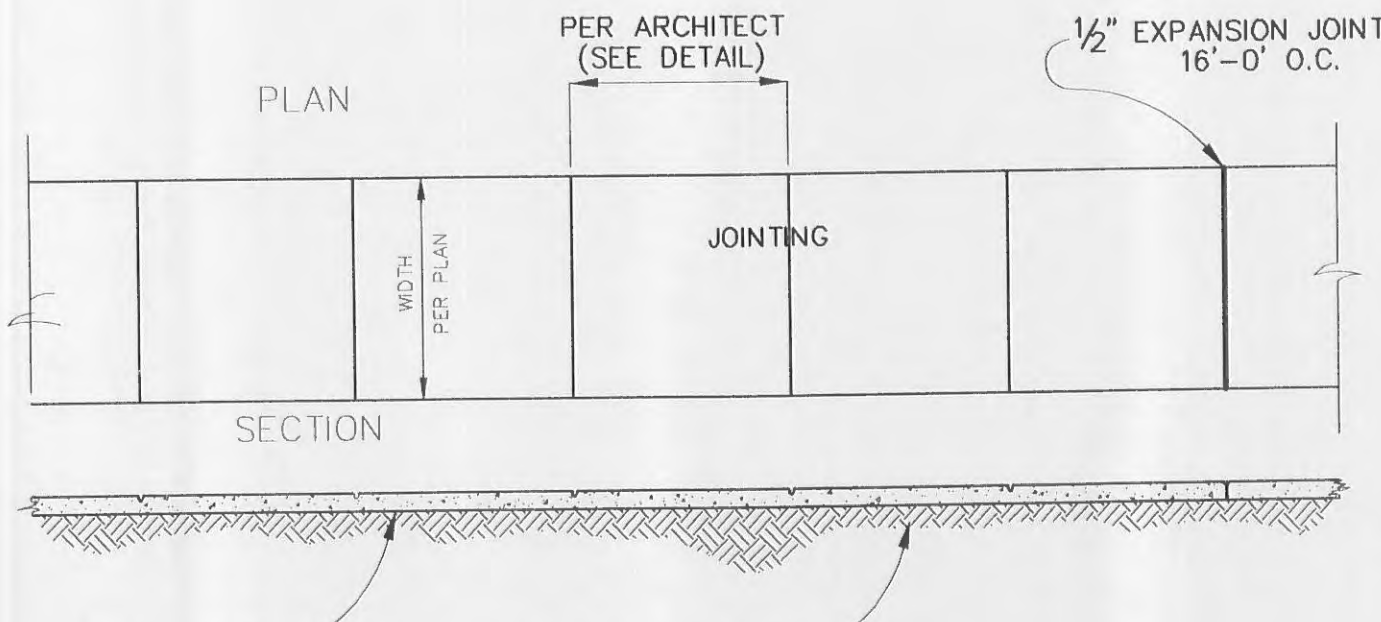 PER ARCHITECT
(SEE DETAIL)
½" EXPANSION JOINT
16'-0' O.C.
PLAN
JOINTING
WIDTH
PER PLAN
SECTION